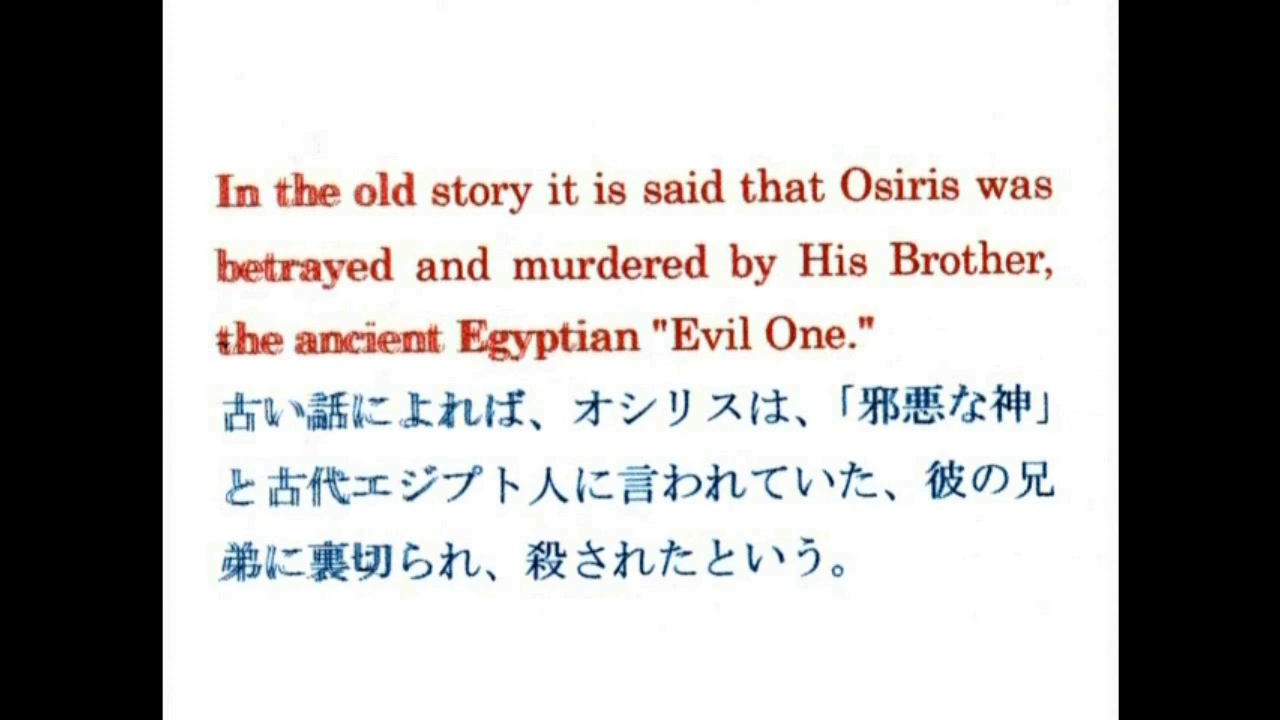 In the old story it is said that Osiris was
betrayed and murdered by His Brother,
the ancient Egyptian "Evil One."
古い話によれば、オシリスは、「邪悪な神」
と古代エジプト人に言われていた、彼の兄
弟に裏切られ、殺されたという。